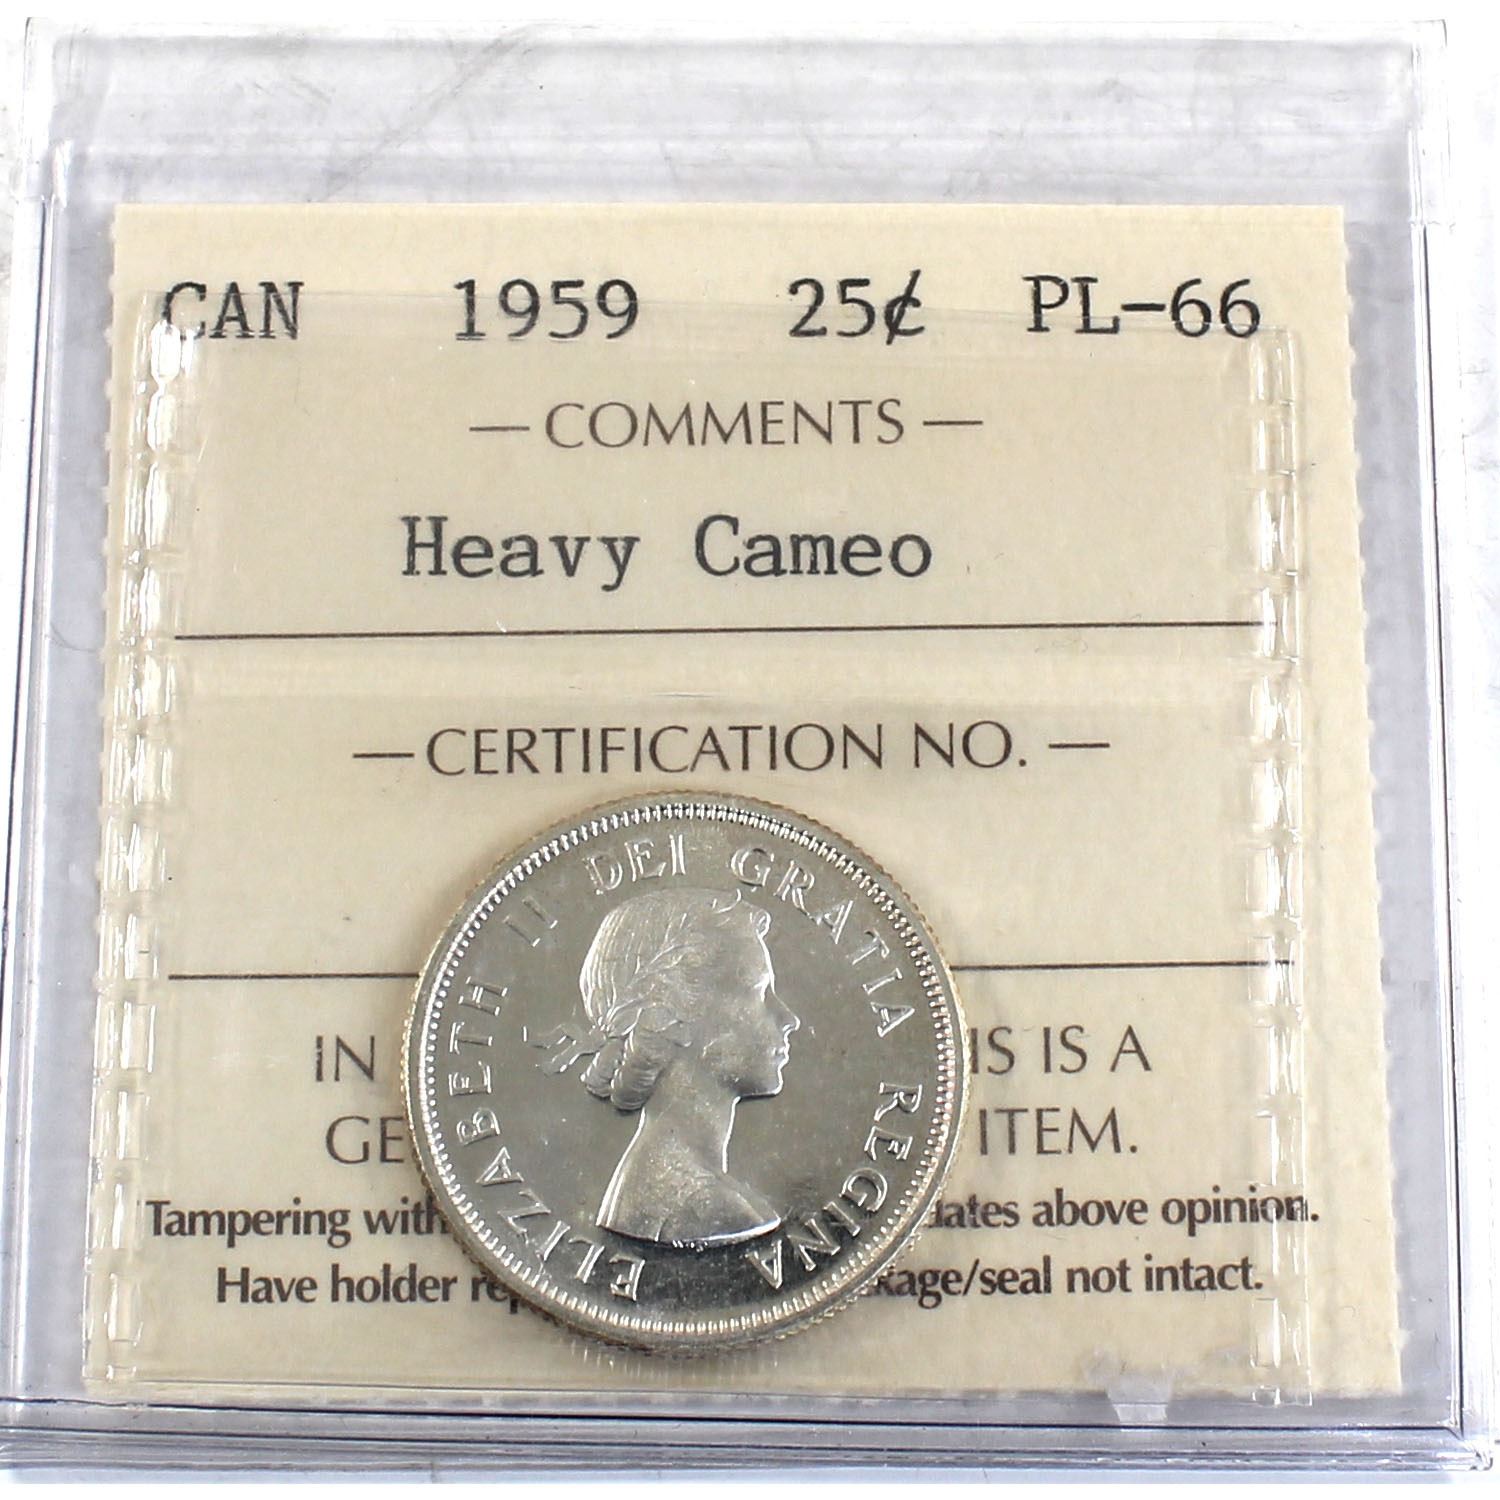 CAN 1959 25¢ PL-66
— COMMENTS —
Heavy Cameo
— CERTIFICATION NO. —
ELIZABETH II DEI GRATIA REGINA
IN IS IS A
GE ITEM.
Tampering with dates above opinion.
Have holder kage/seal not intact.